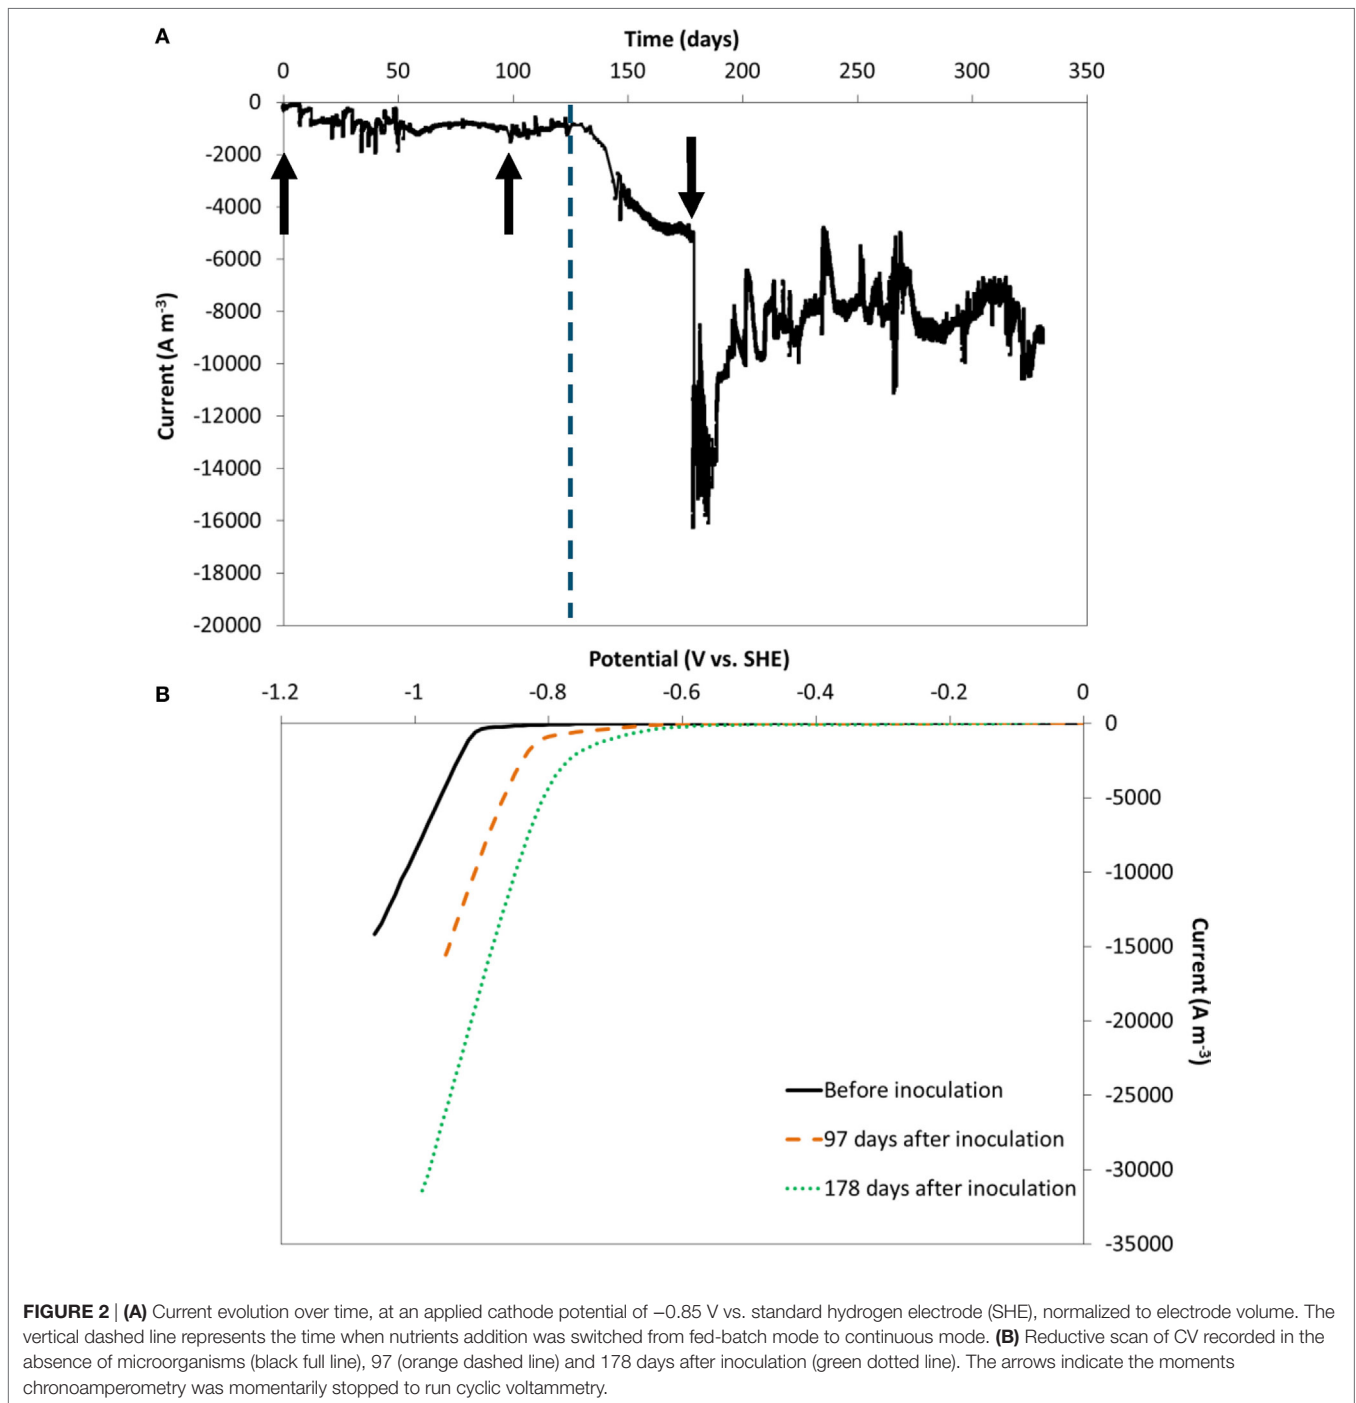 A
Time (days)
0 50 100 150 200 250 300 350
0
-2000
-4000
-6000
-8000
-10000
-12000
-14000
-16000
-18000
-20000
Current (A m-3)
Potential (V vs. SHE)
B
-1.2 -1 -0.8 -0.6 -0.4 -0.2 0
0
-5000
-10000
-15000
-20000
-25000
-30000
-35000
Current (A m-3)
Before inoculation
97 days after inoculation
178 days after inoculation
FIGURE 2 | (A) Current evolution over time, at an applied cathode potential of −0.85 V vs. standard hydrogen electrode (SHE), normalized to electrode volume. The
vertical dashed line represents the time when nutrients addition was switched from fed-batch mode to continuous mode. (B) Reductive scan of CV recorded in the
absence of microorganisms (black full line), 97 (orange dashed line) and 178 days after inoculation (green dotted line). The arrows indicate the moments
chronoamperometry was momentarily stopped to run cyclic voltammetry.